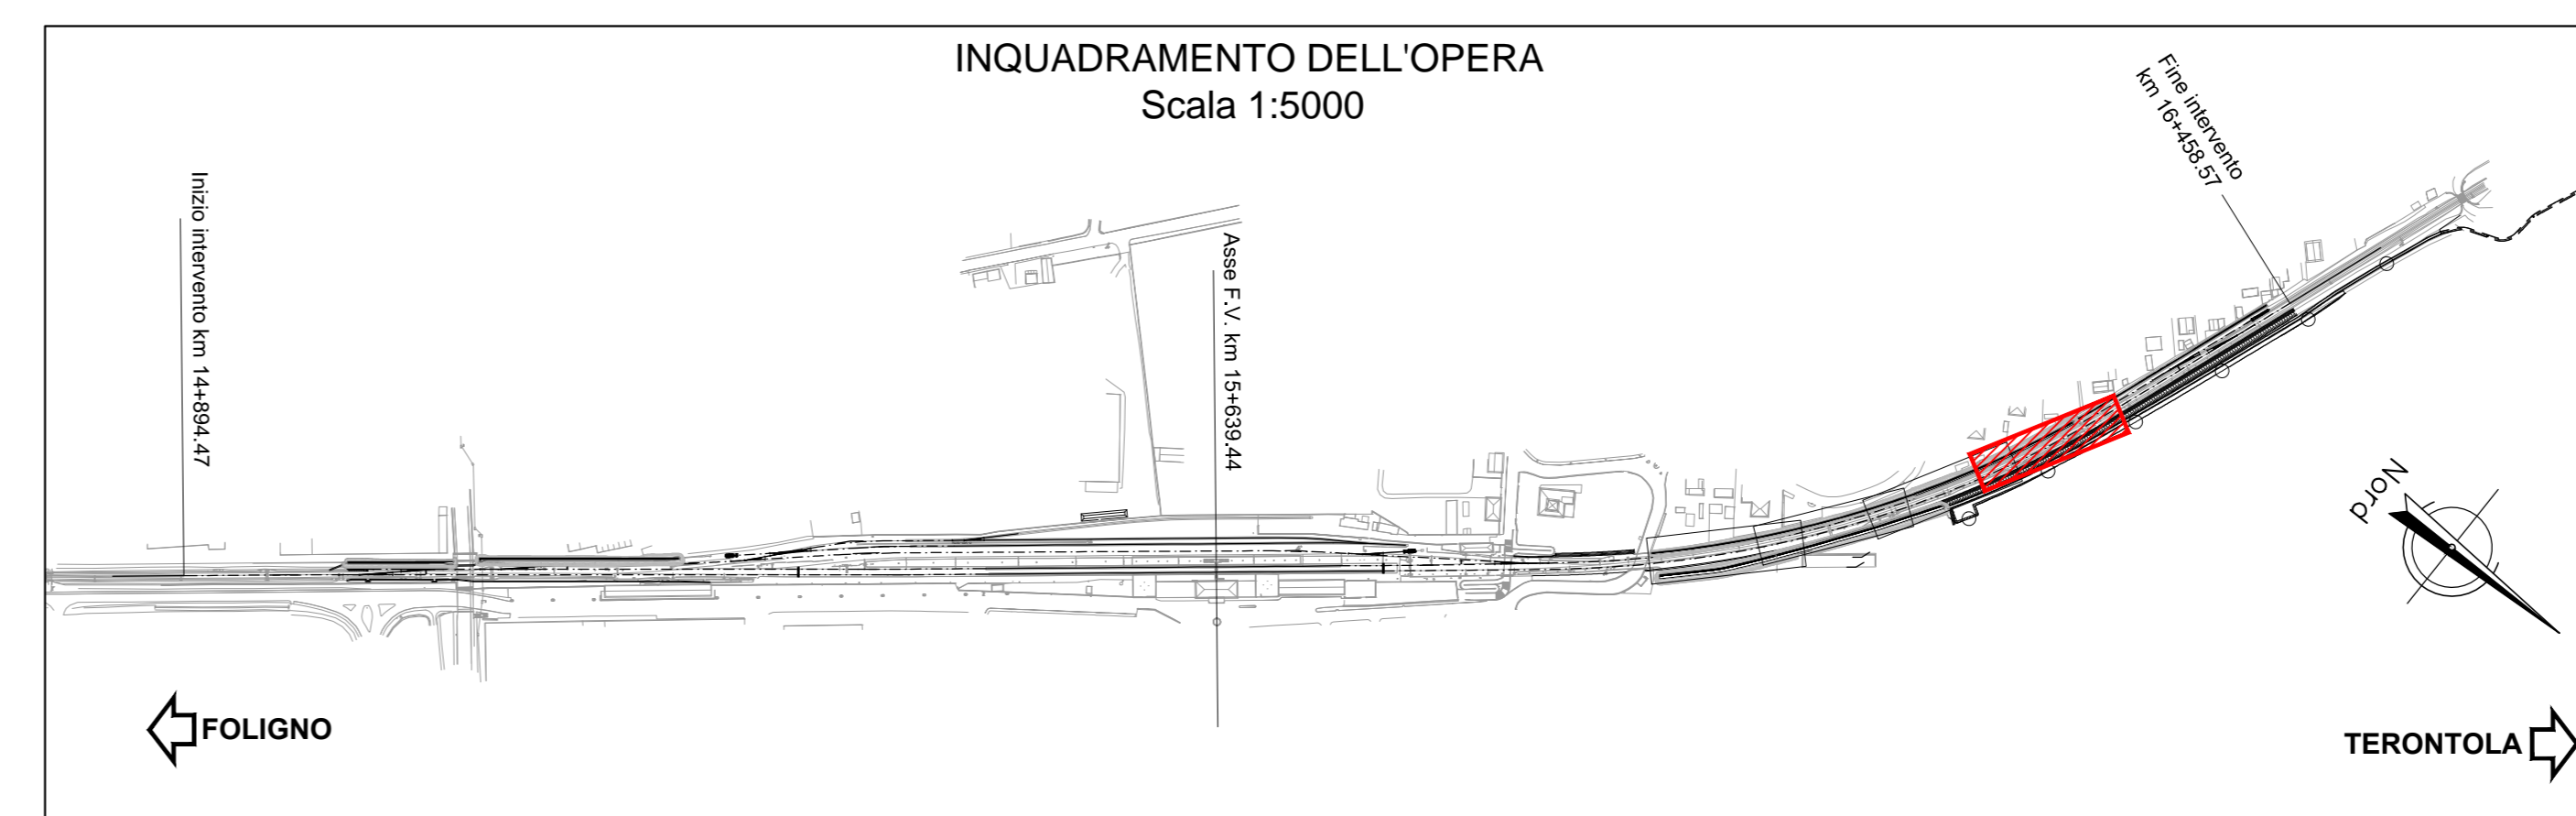 INQUADRAMENTO DELL'OPERA
Scala 1:5000
Inizio intervento km 14+894.47
Asse F.V. km 15+639.44
Fine intervento
km 16+458.57
Nord
FOLIGNO
TERONTOLA